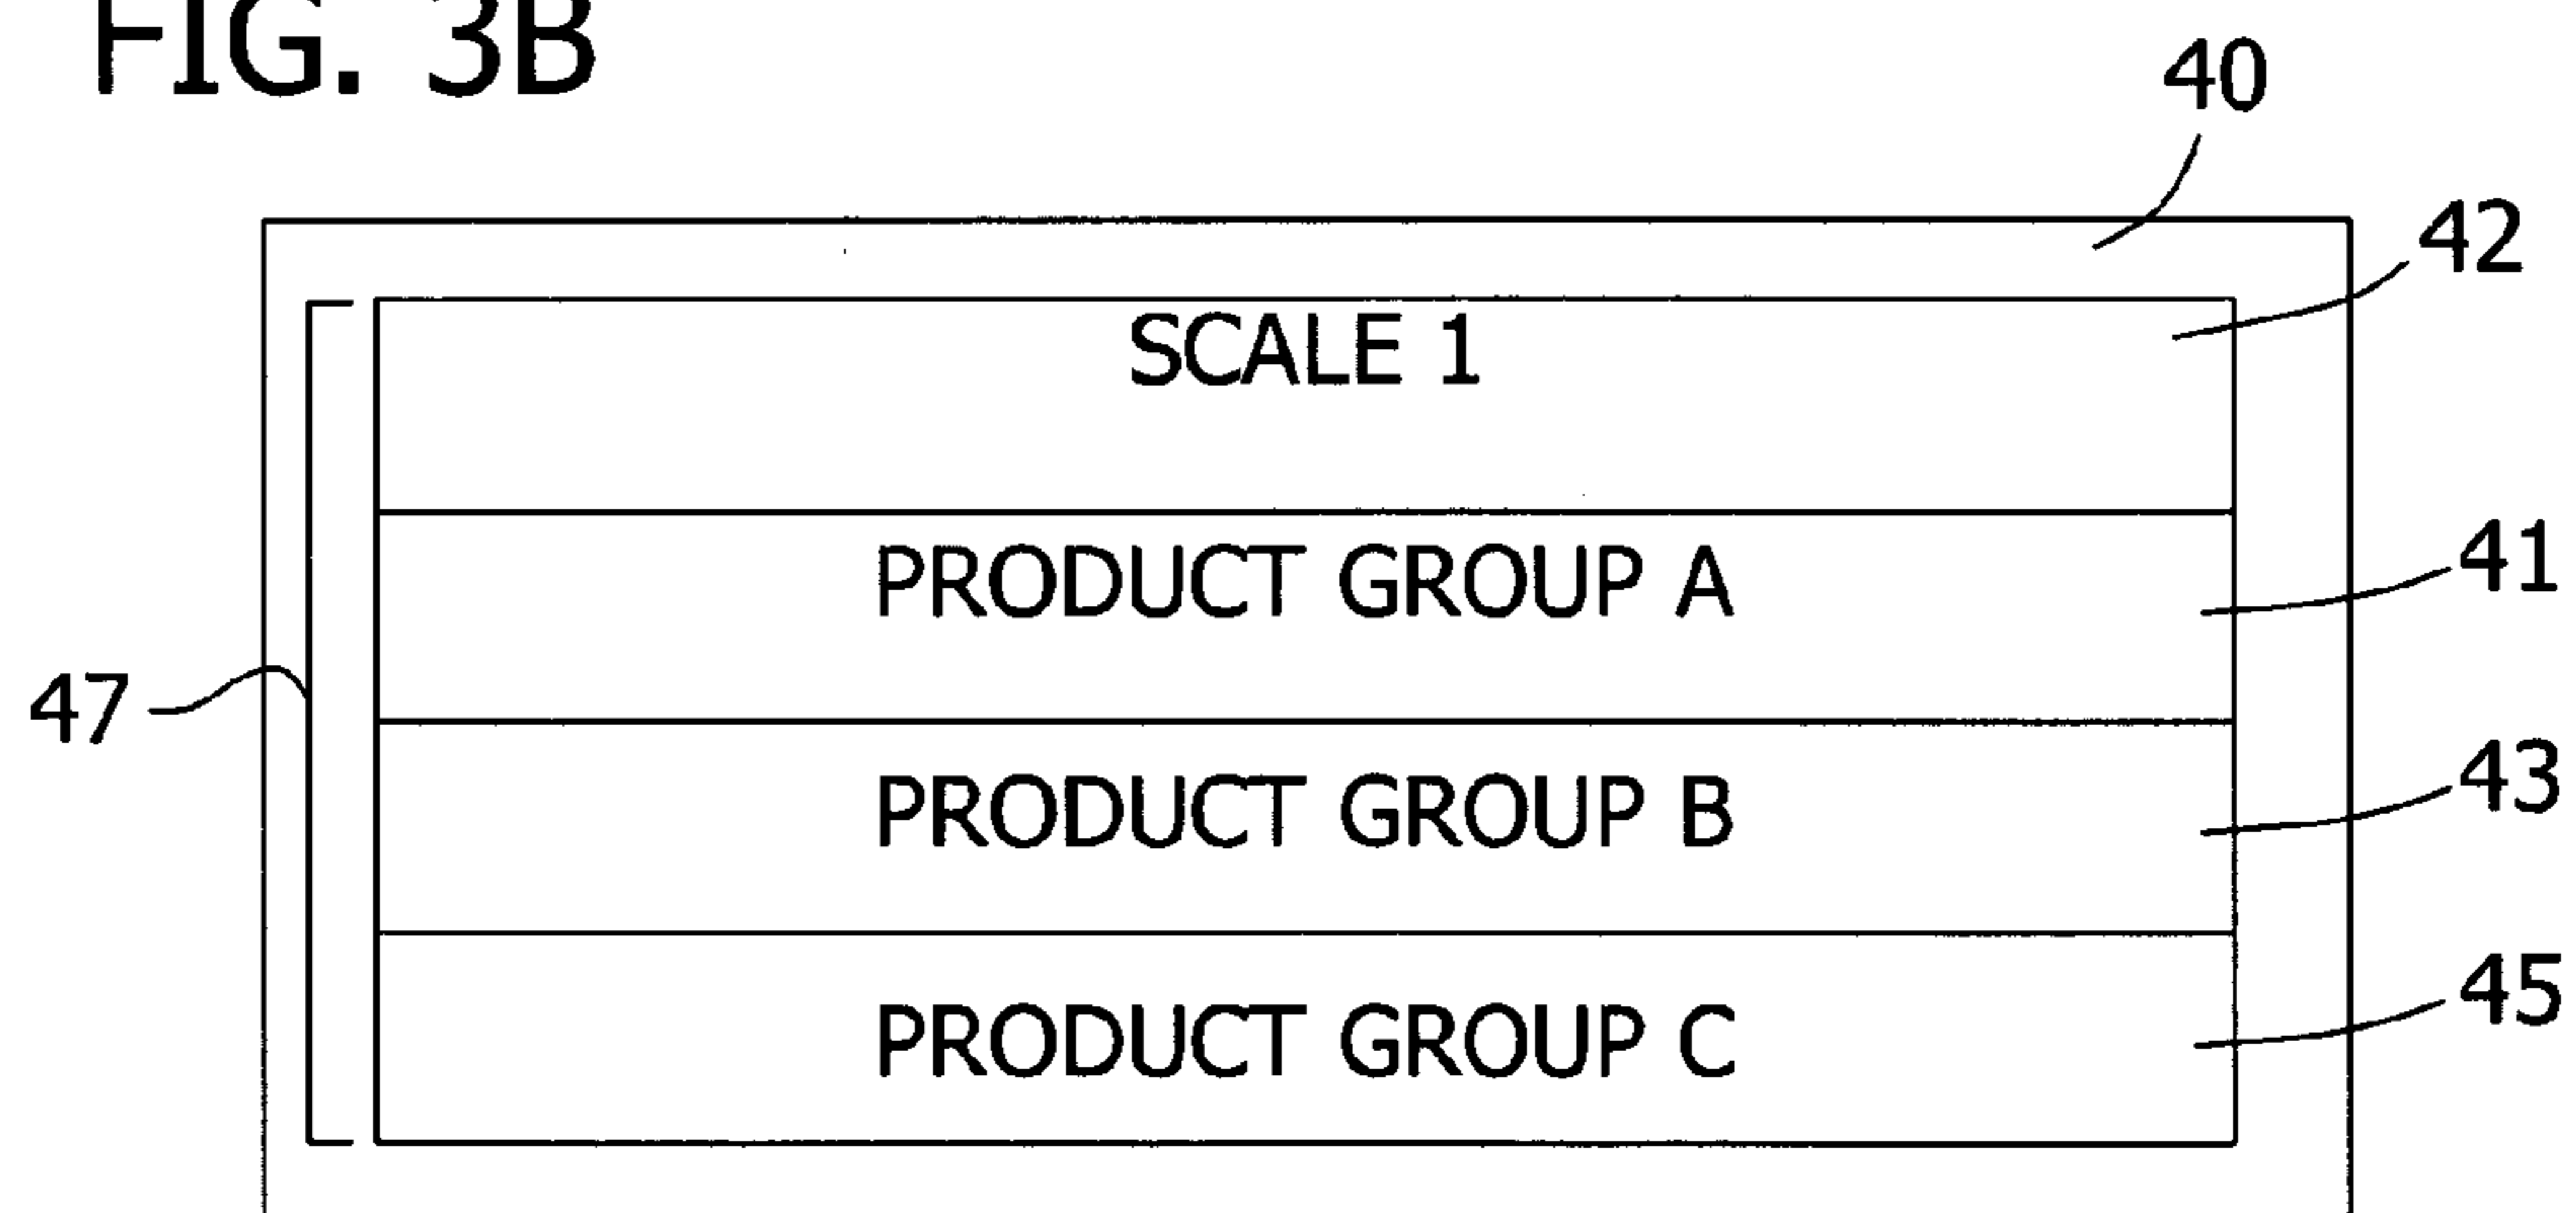 FIG. 3B
40
42
SCALE 1
41
PRODUCT GROUP A
47
43
PRODUCT GROUP B
45
PRODUCT GROUP C